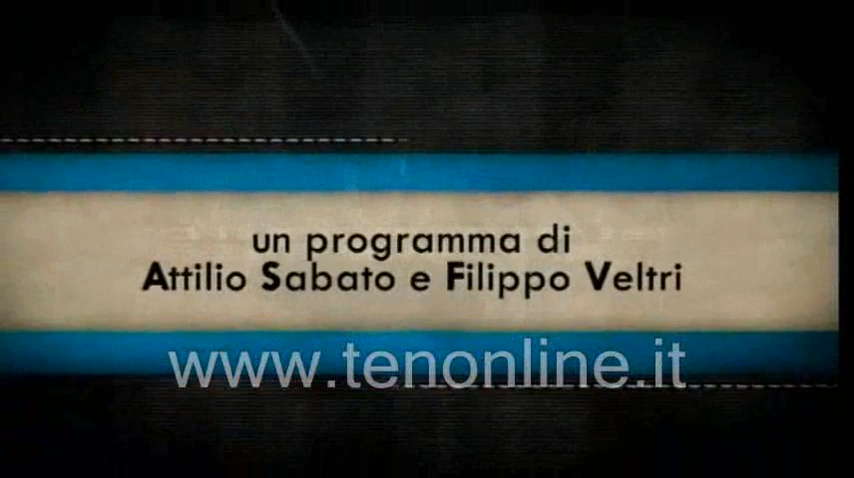 un programma di
Attilio Sabato e Filippo Veltri
www.tenonline.it